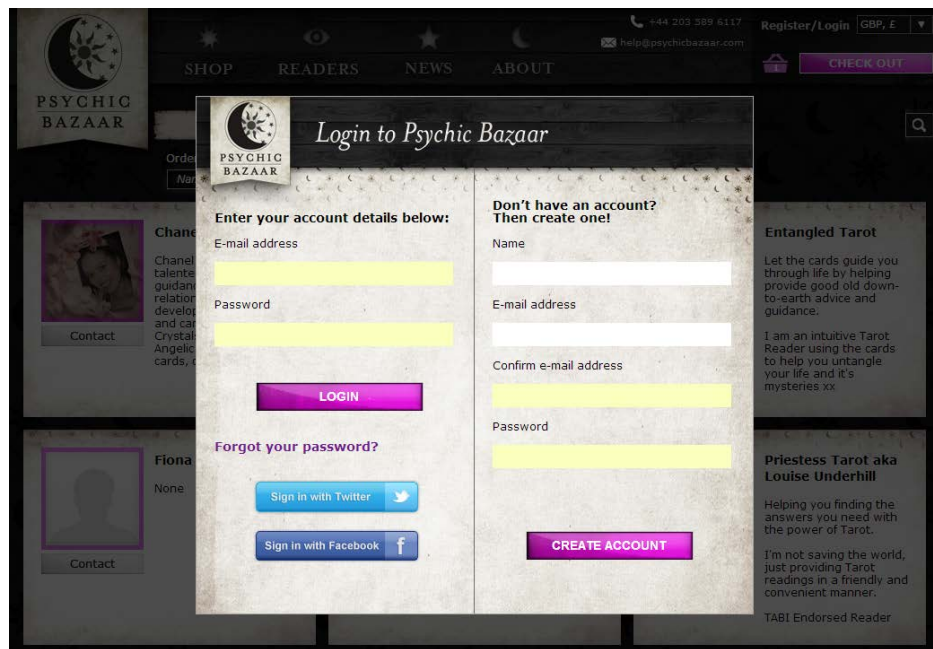 +44 203 389 6117
Register/Login
GBP, £
help@psychicbazaar.com
SHOP
READERS
NEWS
ABOUT
CHECK OUT
PSYCHIC
BAZAAR
PSYCHIC
BAZAAR
Login to Psychic Bazaar
Enter your account details below:
E-mail address
Password
LOGIN
Forgot your password?
Sign in with Twitter
Sign in with Facebook
Don't have an account?
Then create one!
Name
E-mail address
Confirm e-mail address
Password
CREATE ACCOUNT
Contact
Entangled Tarot
Let the cards guide you
through life by helping
provide good old down-
to-earth advice and
guidance.
I am an intuitive Tarot
Reader using the cards
to help you untangle
your life and it's
mysteries xx
Fiona
None
Contact
Priestess Tarot aka
Louise Underhill
Helping you finding the
answers you need with
the power of Tarot.
I'm not saving the world,
just providing Tarot
readings in a friendly and
convenient manner.
TABI Endorsed Reader